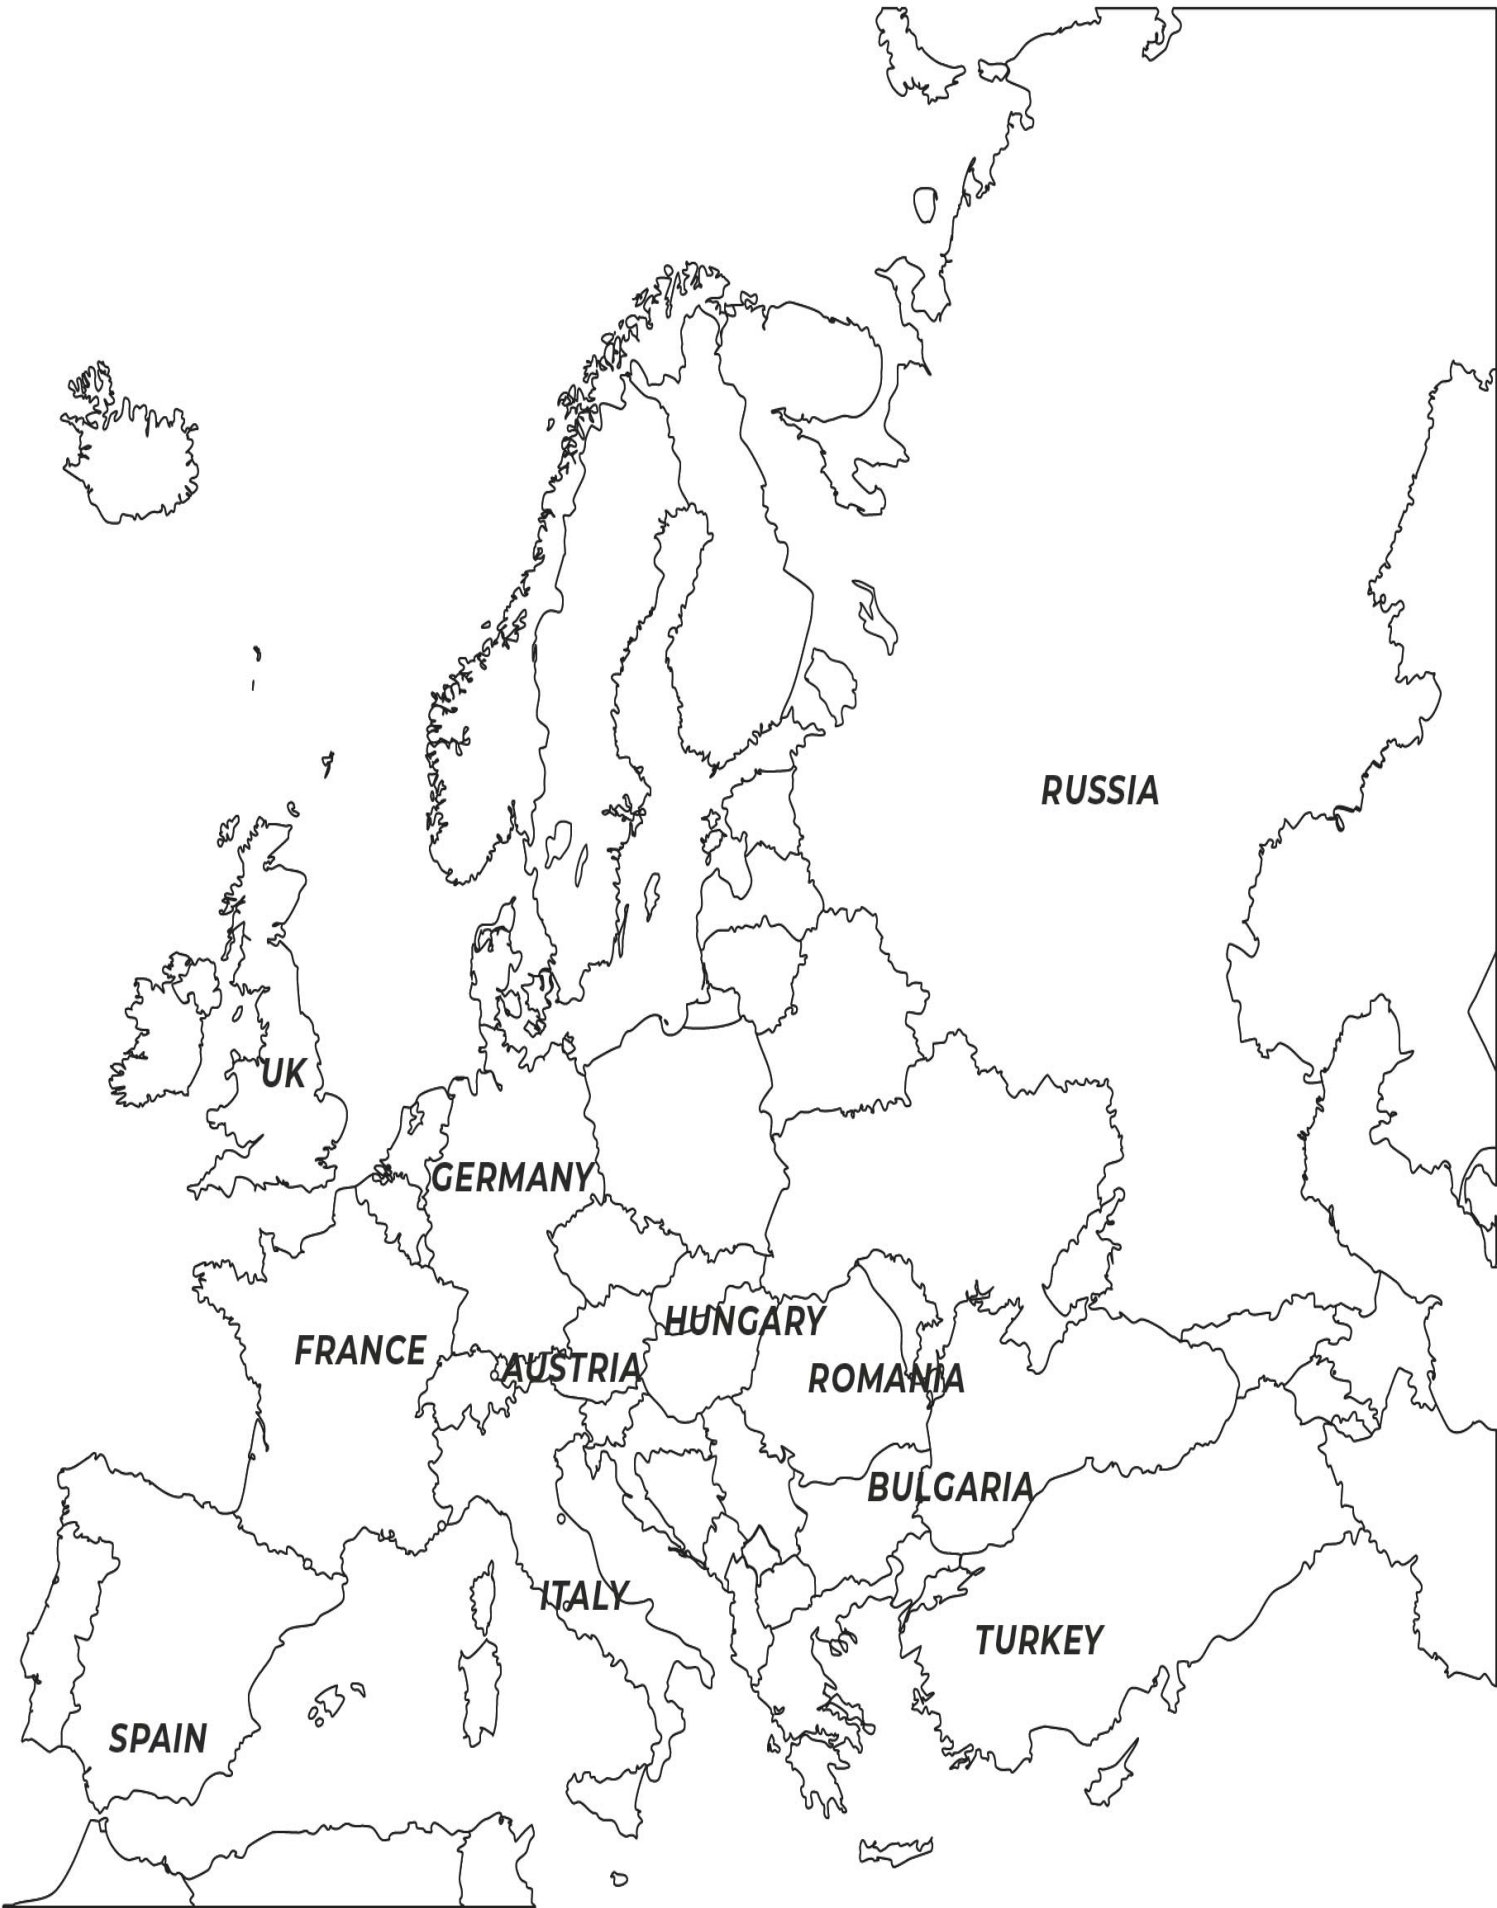 RUSSIA
UK
GERMANY
HUNGARY
FRANCE
AUSTRIA
ROMANIA
BULGARIA
ITALY
TURKEY
SPAIN